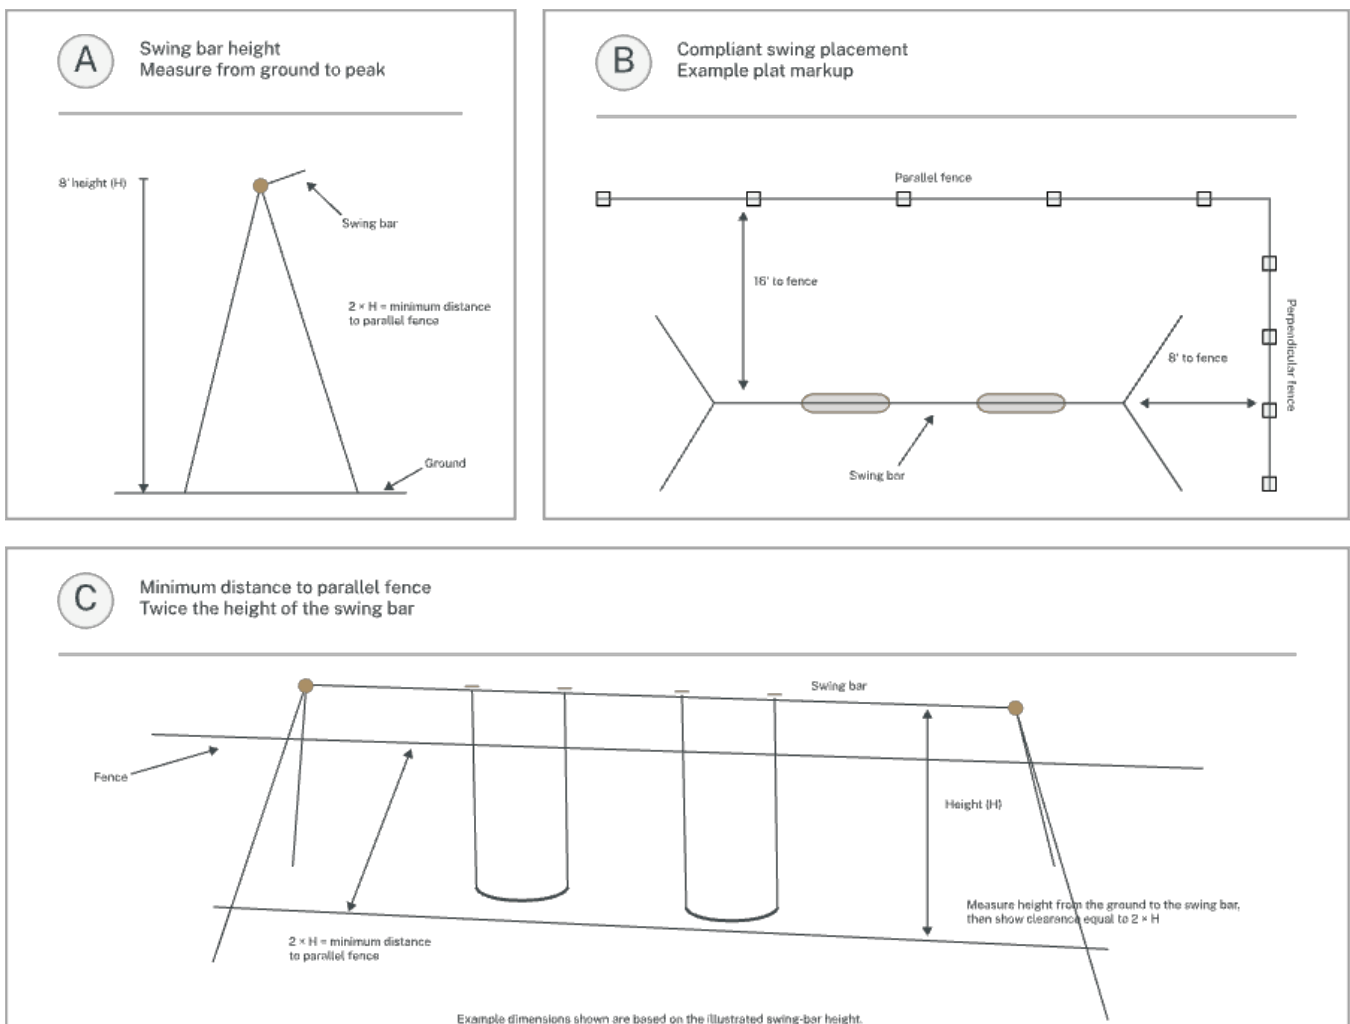 A
Swing bar height
Measure from ground to peak
8' height (H)
Swing bar
2 × H = minimum distance
to parallel fence
Ground
B
Compliant swing placement
Example plat markup
Parallel fence
16' to fence
8' to fence
Perpendicular fence
Swing bar
C
Minimum distance to parallel fence
Twice the height of the swing bar
Swing bar
Fence
Height (H)
Measure height from the ground to the swing bar,
then show clearance equal to 2 × H
2 × H = minimum distance
to parallel fence
Example dimensions shown are based on the illustrated swing-bar height.